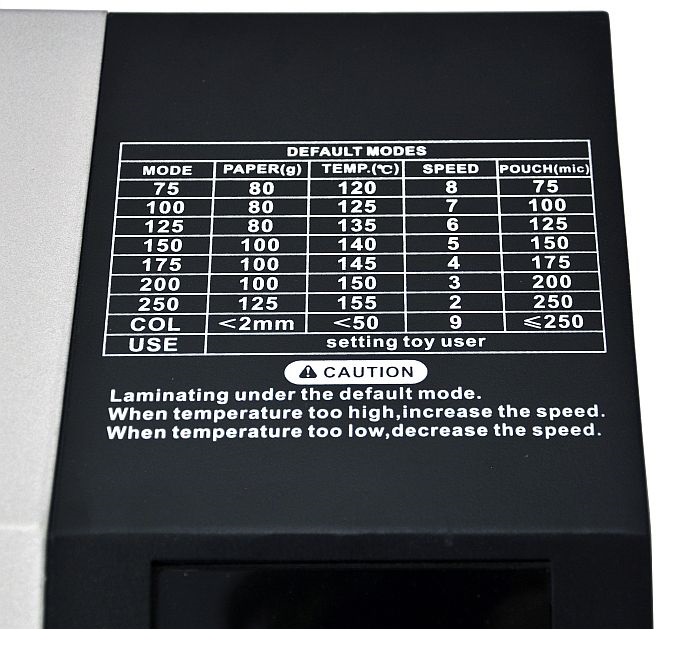 DEFAULT MODES
MODE PAPER(g) TEMP.(℃) SPEED POUCH(mic)
75 80 120 8 75
100 80 125 7 100
125 80 135 6 125
150 100 140 5 150
175 100 145 4 175
200 100 150 3 200
250 125 155 2 250
COL <2mm <50 9 ⩽250
USE setting toy user
CAUTION
Laminating under the default mode.
When temperature too high,increase the speed.
When temperature too low,decrease the speed.